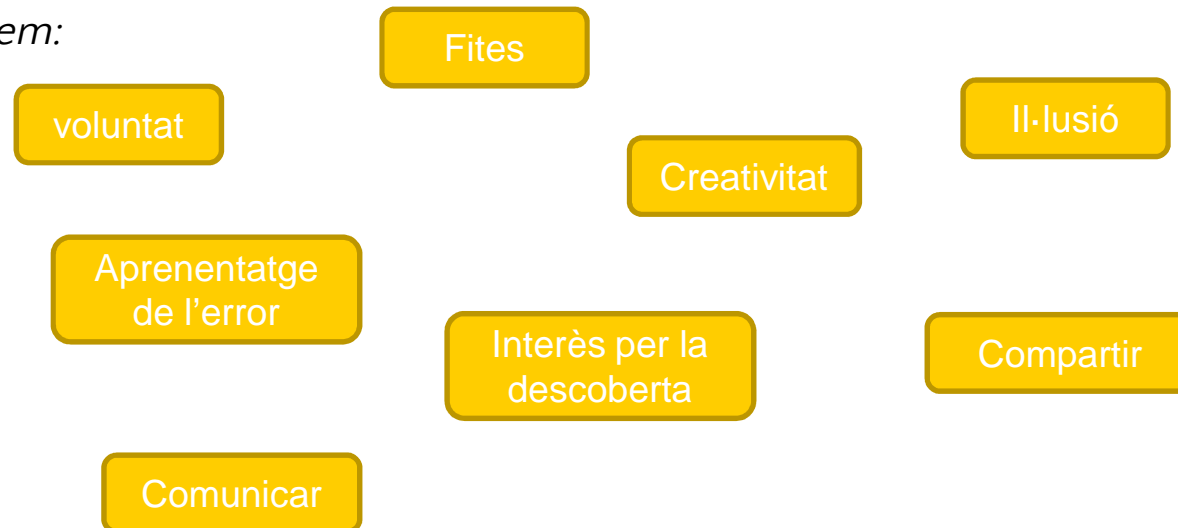 em:
Fites
voluntat
Il·lusió
Creativitat
Aprenentatge
de l’error
Interès per la
descoberta
Compartir
Comunicar